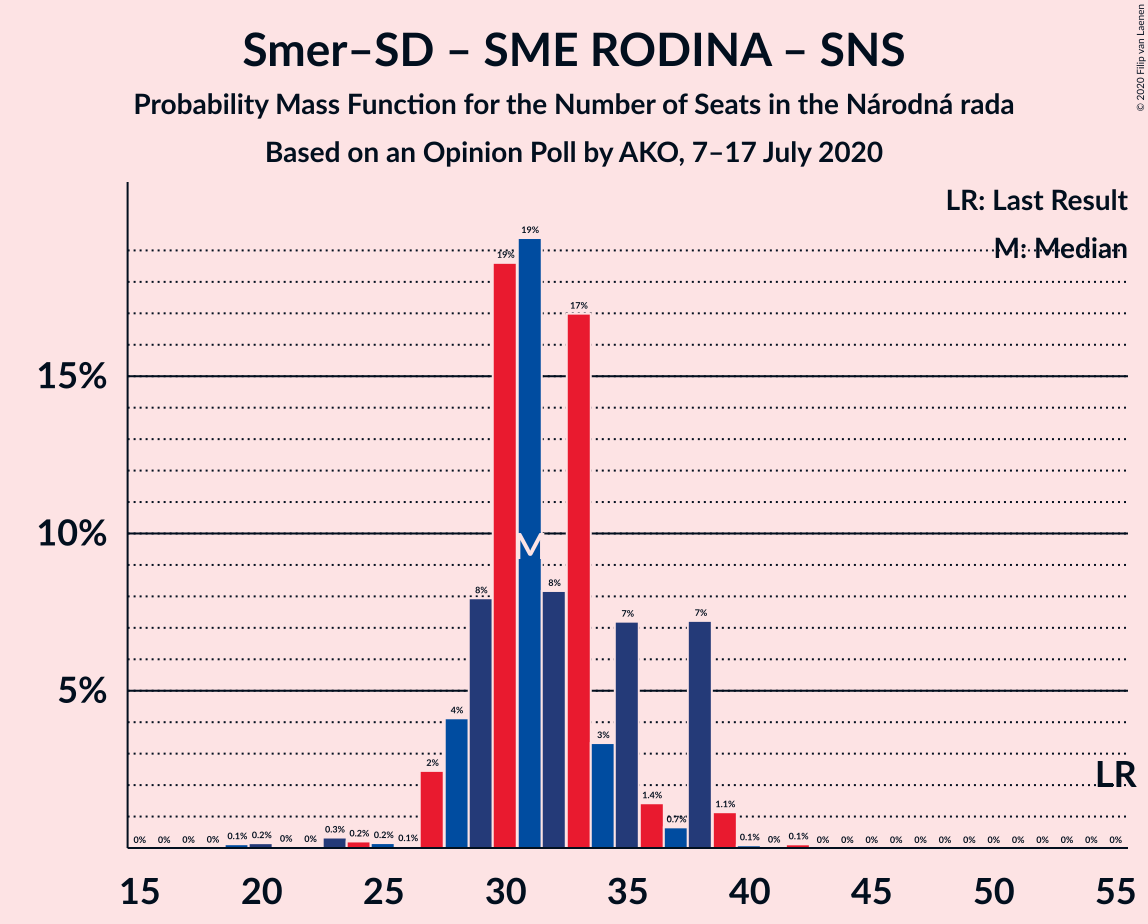 Smer–SD – SME RODINA – SNS
Probability Mass Function for the Number of Seats in the Národná rada
Based on an Opinion Poll by AKO, 7–17 July 2020
© 2020 Filip van Laenen
LR: Last Result
M: Median
15%
10%
5%
0% 0% 0% 0% 0.1% 0.2% 0% 0% 0.3% 0.2% 0.2% 0.1% 2% 4% 8% 19% 19% 8% 17% 3% 7% 1.4% 0.7% 7% 1.1% 0.1% 0% 0.1% 0% 0% 0% 0% 0% 0% 0% 0% 0% 0% 0% 0% 0%
M
LR
15 20 25 30 35 40 45 50 55